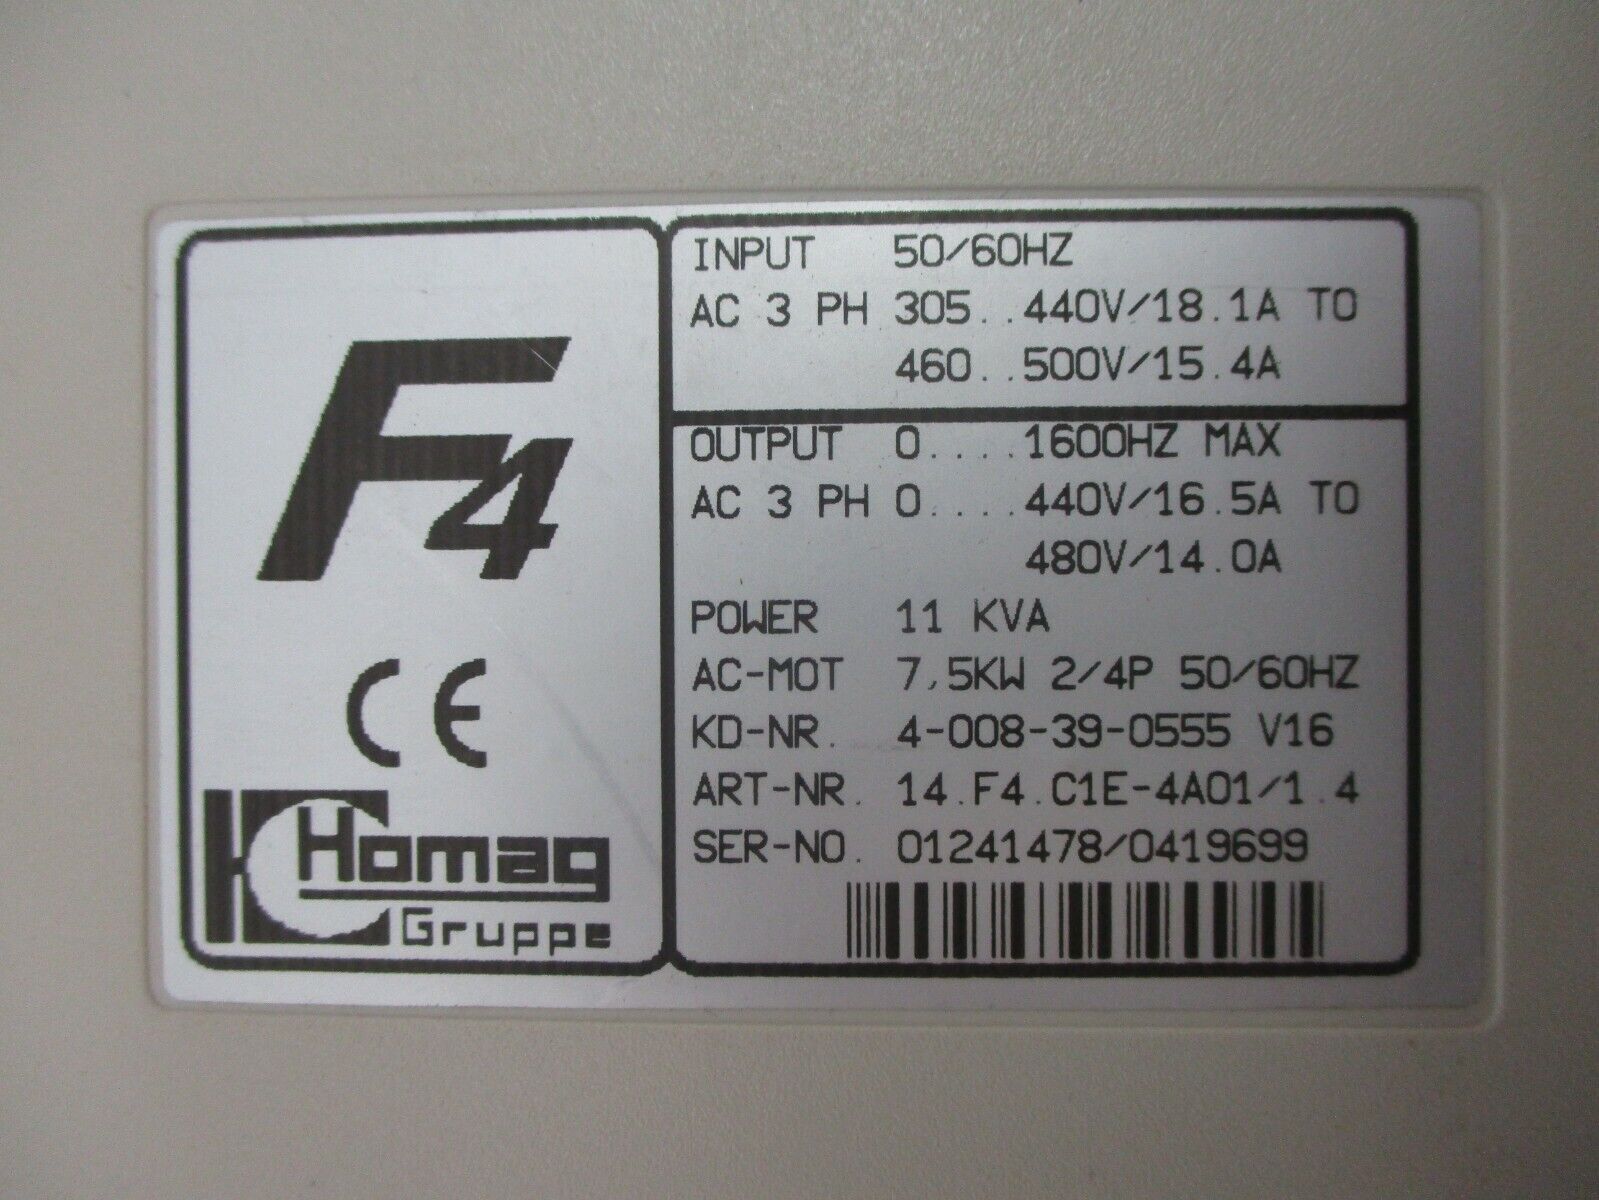 F4
CE
Homag
Gruppe
INPUT 50/60HZ
AC 3 PH 305..440V/18.1A TO
460..500V/15.4A
OUTPUT 0....1600HZ MAX
AC 3 PH 0....440V/16.5A TO
480V/14.0A
POWER 11 KVA
AC-MOT 7,5KW 2/4P 50/60HZ
KD-NR. 4-008-39-0555 V16
ART-NR. 14.F4.C1E-4A01/1.4
SER-NO. 01241478/0419699